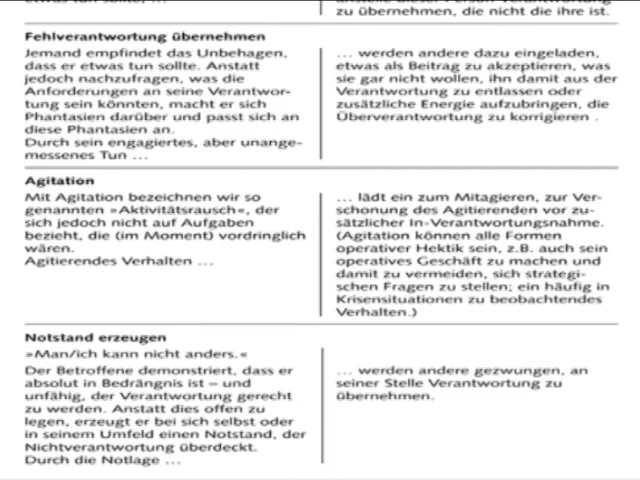 zu übernehmen, die nicht die ihre ist.
Fehlverantwortung übernehmen
Jemand empfindet das Unbehagen,
dass er etwas tun sollte. Anstatt
jedoch nachzufragen, was die
Anforderungen an seine Verantwor-
tung sein könnten, macht er sich
Phantasien darüber und passt sich an
diese Phantasien an.
Durch sein engagiertes, aber unange-
messenes Tun …
… werden andere dazu eingeladen,
etwas als Beitrag zu akzeptieren, was
sie gar nicht wollen, ihn damit aus der
Verantwortung zu entlassen oder
zusätzliche Energie aufzubringen, die
Überverantwortung zu korrigieren .
Agitation
Mit Agitation bezeichnen wir so
genannten »Aktivitätsrausch«, der
sich jedoch nicht auf Aufgaben
bezieht, die (im Moment) vordringlich
wären.
Agitierendes Verhalten …
… lädt ein zum Mitagieren, zur Ver-
schonung des Agitierenden vor zu-
sätzlicher In-Verantwortungsnahme.
(Agitation können alle Formen
operativer Hektik sein, z.B. auch sein
operatives Geschäft zu machen und
damit zu vermeiden, sich strategi-
schen Fragen zu stellen; ein häufig in
Krisensituationen zu beobachtendes
Verhalten.)
Notstand erzeugen
»Man/ich kann nicht anders.«
Der Betroffene demonstriert, dass er
absolut in Bedrängnis ist – und
unfähig, der Verantwortung gerecht
zu werden. Anstatt dies offen zu
legen, erzeugt er bei sich selbst oder
in seinem Umfeld einen Notstand, der
Nichtverantwortung überdeckt.
Durch die Notlage …
… werden andere gezwungen, an
seiner Stelle Verantwortung zu
übernehmen.